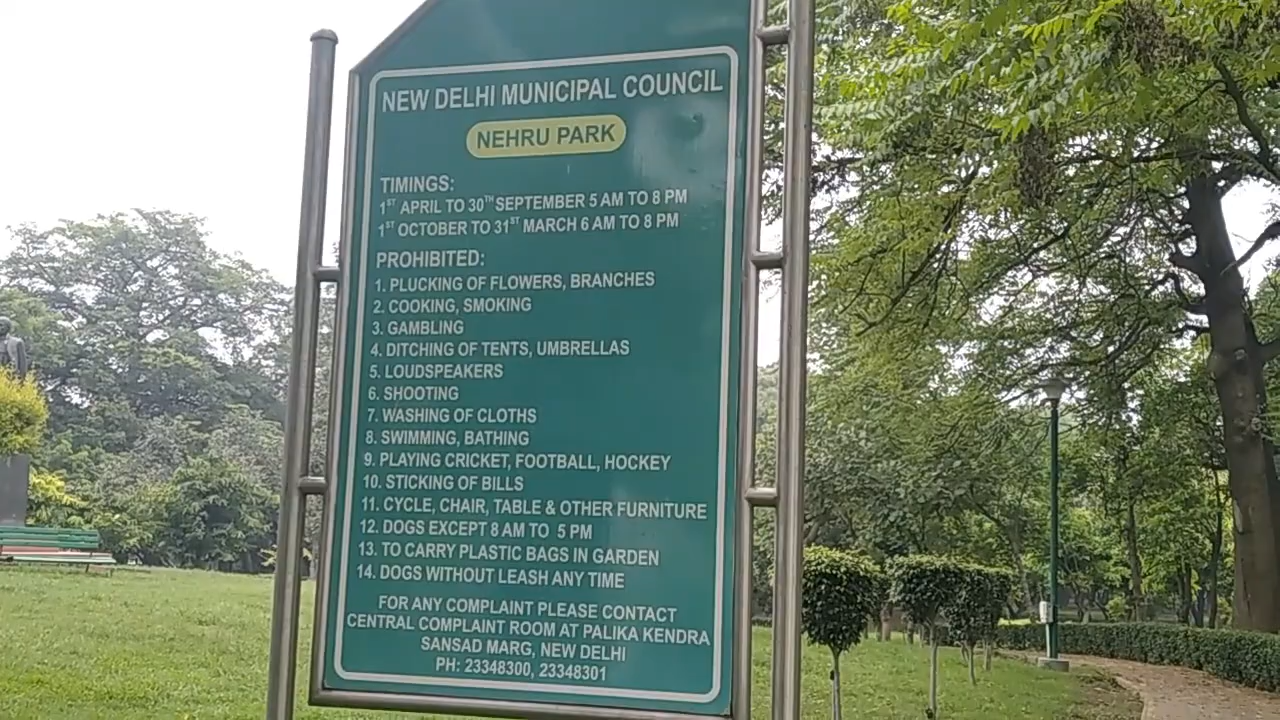 NEW DELHI MUNICIPAL COUNCIL
NEHRU PARK
TIMINGS:
1ST APRIL TO 30TH SEPTEMBER 5 AM TO 8 PM
1ST OCTOBER TO 31ST MARCH 6 AM TO 8 PM
PROHIBITED:
1. PLUCKING OF FLOWERS, BRANCHES
2. COOKING, SMOKING
3. GAMBLING
4. DITCHING OF TENTS, UMBRELLAS
5. LOUDSPEAKERS
6. SHOOTING
7. WASHING OF CLOTHS
8. SWIMMING, BATHING
9. PLAYING CRICKET, FOOTBALL, HOCKEY
10. STICKING OF BILLS
11. CYCLE, CHAIR, TABLE & OTHER FURNITURE
12. DOGS EXCEPT 8 AM TO 5 PM
13. TO CARRY PLASTIC BAGS IN GARDEN
14. DOGS WITHOUT LEASH ANY TIME
FOR ANY COMPLAINT PLEASE CONTACT
CENTRAL COMPLAINT ROOM AT PALIKA KENDRA
SANSAD MARG, NEW DELHI
PH: 23348300, 23348301